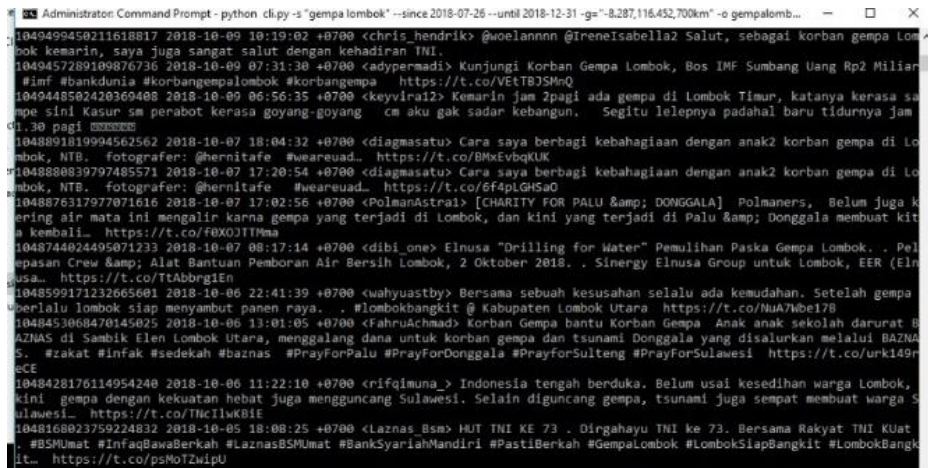 Administrator: Command Prompt - python cli.py -s "gempa lombok" --since 2018-07-26 --until 2018-12-31 -g="-8.287,116.452,700km" -o gempalomb...
1049499450211618817 2018-10-09 10:19:02 +0700 <chris_hendrik> @woelannnn @IreneIsabella2 Salut, sebagai korban gempa Lom
bok kemarin, saya juga sangat salut dengan kehadiran TNI.
1049457289109876736 2018-10-09 07:31:30 +0700 <adypermadi> Kunjungi Korban Gempa Lombok, Bos IMF Sumbang Uang Rp2 Miliar
#imf #bankdunia #korbangempalombok #korbangempa https://t.co/VEtTBJSMnQ
1049448502420369408 2018-10-09 06:56:35 +0700 <keyvira12> Kemarin jam 2pagi ada gempa di Lombok Timur, katanya kerasa sa
mpe sini Kasur sm perabot kerasa goyang-goyang cm aku gak sadar kebangun. Segitu lelepnya padahal baru tidurnya jam
1.30 pagi
1048891819994562562 2018-10-07 18:04:32 +0700 <diagmasatu> Cara saya berbagi kebahagiaan dengan anak2 korban gempa di Lo
mbok, NTB. fotografer: @hernitafe #weareuad… https://t.co/BMxEvbqKUK
1048880839797485571 2018-10-07 17:20:54 +0700 <diagmasatu> Cara saya berbagi kebahagiaan dengan anak2 korban gempa di Lo
mbok, NTB. fotografer: @hernitafe #weareuad… https://t.co/6f4pLGHSaO
1048876317977071616 2018-10-07 17:02:56 +0700 <PolmanAstra1> [CHARITY FOR PALU &amp; DONGGALA] Polmaners, Belum juga k
ering air mata ini mengalir karna gempa yang terjadi di Lombok, dan kini yang terjadi di Palu &amp; Donggala membuat kit
a kembali… https://t.co/f0XOJTTMma
1048744024495071233 2018-10-07 08:17:14 +0700 <dibi_one> Elnusa "Drilling for Water" Pemulihan Paska Gempa Lombok. . Pel
epasan Crew &amp; Alat Bantuan Pemboran Air Bersih Lombok, 2 Oktober 2018. . Sinergy Elnusa Group untuk Lombok, EER (Eln
usa… https://t.co/TtAbbrg1En
1048599171232665601 2018-10-06 22:41:39 +0700 <wahyuastby> Bersama sebuah kesusahan selalu ada kemudahan. Setelah gempa
berlalu lombok siap menyambut panen raya. . #lombokbangkit @ Kabupaten Lombok Utara https://t.co/NuA7Wbe178
1048453068470145025 2018-10-06 13:01:05 +0700 <FahruAchmad> Korban Gempa bantu Korban Gempa Anak anak sekolah darurat B
AZNAS di Sambik Elen Lombok Utara, menggalang dana untuk korban gempa dan tsunami Donggala yang disalurkan melalui BAZNA
S. #zakat #infak #sedekah #baznas #PrayForPalu #PrayForDonggala #PrayforSulteng #PrayForSulawesi https://t.co/urk149r
eCE
1048428176114954240 2018-10-06 11:22:10 +0700 <rifqimuna_> Indonesia tengah berduka. Belum usai kesedihan warga Lombok,
kini gempa dengan kekuatan hebat juga mengguncang Sulawesi. Selain diguncang gempa, tsunami juga sempat membuat warga S
ulawesi… https://t.co/TNcIlwKBiE
1048168023759224832 2018-10-05 18:08:25 +0700 <Laznas_Bsm> HUT TNI KE 73 . Dirgahayu TNI ke 73. Bersama Rakyat TNI KUat
. #BSMUmat #InfaqBawaBerkah #LaznasBSMUmat #BankSyariahMandiri #PastiBerkah #GempaLombok #LombokSiapBangkit #LombokBangk
it… https://t.co/psMoTZwipU